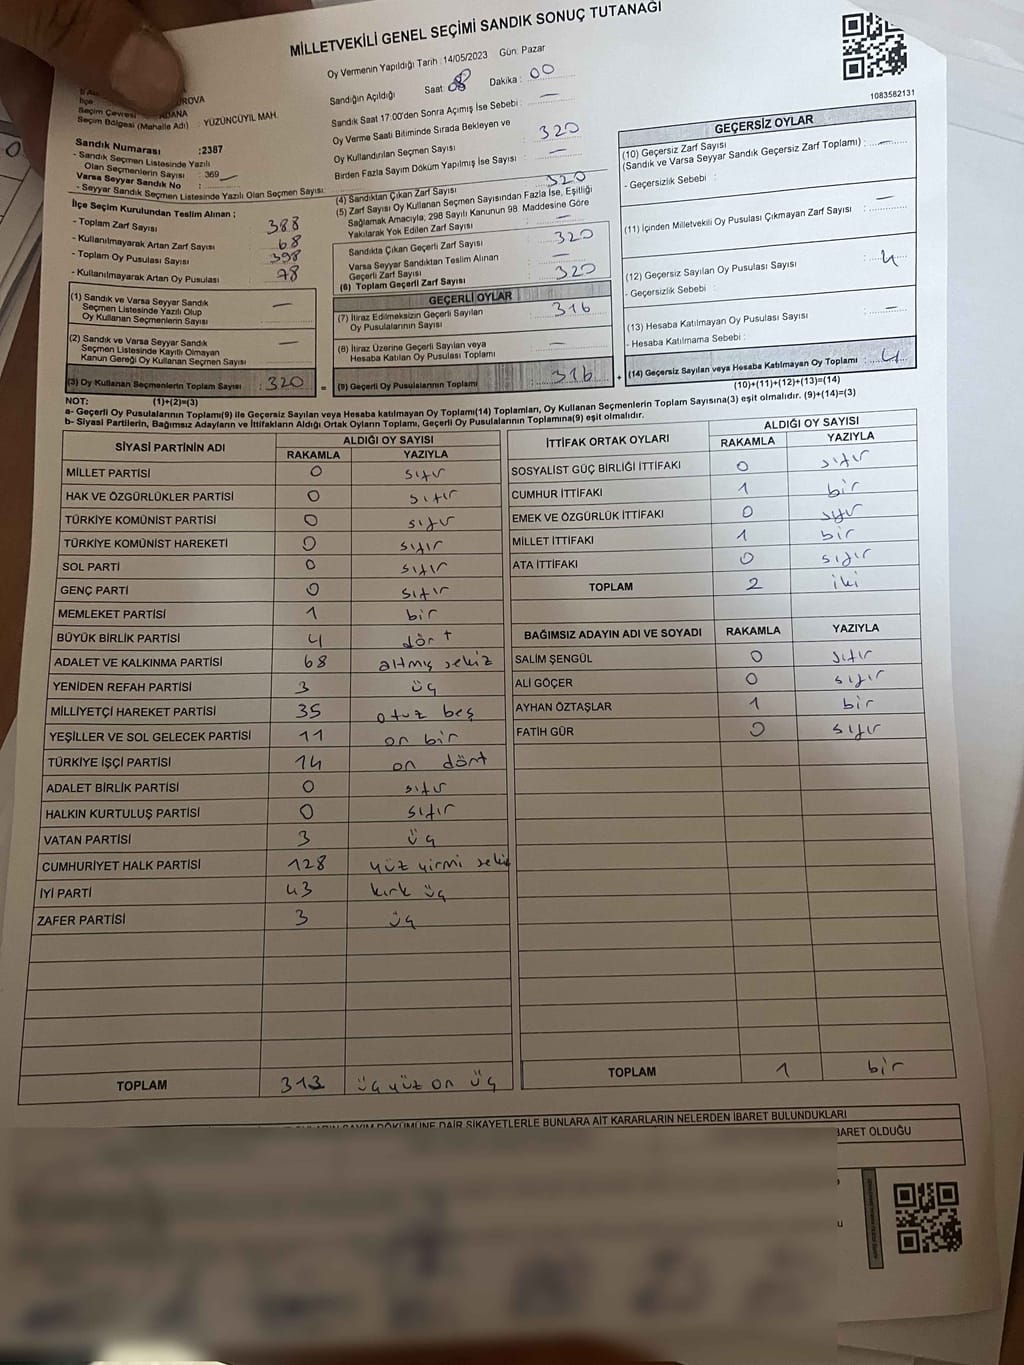 MİLLETVEKİLİ GENEL SEÇİMİ SANDIK SONUÇ TUTANAĞI
Oy Vermenin Yapıldığı Tarih : 14/05/2023 Gün: Pazar
1083582131
İlçe UROVA
Seçim Çevresi ADANA
Seçim Bölgesi (Mahalle Adı) : YÜZÜNCÜYIL MAH.
Sandık Numarası :2387
- Sandık Seçmen Listesinde Yazılı
Olan Seçmenlerin Sayısı : 369
Varsa Seyyar Sandık No :
- Seyyar Sandık Seçmen Listesinde Yazılı Olan Seçmen Sayısı:
İlçe Seçim Kurulundan Teslim Alınan ;
- Toplam Zarf Sayısı 388
- Kullanılmayarak Artan Zarf Sayısı 68
- Toplam Oy Pusulası Sayısı 398
- Kullanılmayarak Artan Oy Pusulası 78
(1) Sandık ve Varsa Seyyar Sandık
Seçmen Listesinde Yazılı Olup
Oy Kullanan Seçmenlerin Sayısı —
(2) Sandık ve Varsa Seyyar Sandık
Seçmen Listesinde Kayıtlı Olmayan
Kanun Gereği Oy Kullanan Seçmen Sayısı —
(3) Oy Kullanan Seçmenlerin Toplam Sayısı : 320 =
(1)+(2)=(3)
Sandığın Açıldığı Saat: 08 Dakika : 00
Sandık Saat 17:00'den Sonra Açılmış İse Sebebi : —
Oy Verme Saati Bitiminde Sırada Bekleyen ve
Oy Kullandırılan Seçmen Sayısı : 320
Birden Fazla Sayım Döküm Yapılmış İse Sayısı : —
(4) Sandıktan Çıkan Zarf Sayısı : 320
(5) Zarf Sayısı Oy Kullanan Seçmen Sayısından Fazla İse, Eşitliği
Sağlamak Amacıyla, 298 Sayılı Kanunun 98. Maddesine Göre
Yakılarak Yok Edilen Zarf Sayısı —
Sandıkta Çıkan Geçerli Zarf Sayısı 320
Varsa Seyyar Sandıktan Teslim Alınan
Geçerli Zarf Sayısı —
(6) Toplam Geçerli Zarf Sayısı 320
GEÇERLİ OYLAR
(7) İtiraz Edilmeksizin Geçerli Sayılan
Oy Pusulalarının Sayısı : 316
(8) İtiraz Üzerine Geçerli Sayılan veya
Hesaba Katılan Oy Pusulası Toplamı : —
(9) Geçerli Oy Pusulalarının Toplamı : 316 +
GEÇERSİZ OYLAR
(10) Geçersiz Zarf Sayısı
(Sandık ve Varsa Seyyar Sandık Geçersiz Zarf Toplamı) : —
- Geçersizlik Sebebi :
(11) İçinden Milletvekili Oy Pusulası Çıkmayan Zarf Sayısı : —
(12) Geçersiz Sayılan Oy Pusulası Sayısı : 4
- Geçersizlik Sebebi :
(13) Hesaba Katılmayan Oy Pusulası Sayısı : —
- Hesaba Katılmama Sebebi :
(14) Geçersiz Sayılan veya Hesaba Katılmayan Oy Toplamı : 4
(10)+(11)+(12)+(13)=(14)
NOT:
a- Geçerli Oy Pusulalarının Toplamı(9) ile Geçersiz Sayılan veya Hesaba katılmayan Oy Toplamı(14) Toplamları, Oy Kullanan Seçmenlerin Toplam Sayısına(3) eşit olmalıdır. (9)+(14)=(3)
b- Siyasi Partilerin, Bağımsız Adayların ve İttifakların Aldığı Ortak Oyların Toplamı, Geçerli Oy Pusulalarının Toplamına(9) eşit olmalıdır.
SİYASİ PARTİNİN ADI ALDIĞI OY SAYISI
RAKAMLA YAZIYLA
MİLLET PARTİSİ 0 sıfır
HAK VE ÖZGÜRLÜKLER PARTİSİ 0 sıfır
TÜRKİYE KOMÜNİST PARTİSİ 0 sıfır
TÜRKİYE KOMÜNİST HAREKETİ 0 sıfır
SOL PARTİ 0 sıfır
GENÇ PARTİ 0 sıfır
MEMLEKET PARTİSİ 1 bir
BÜYÜK BİRLİK PARTİSİ 4 dört
ADALET VE KALKINMA PARTİSİ 68 altmış sekiz
YENİDEN REFAH PARTİSİ 3 üç
MİLLİYETÇİ HAREKET PARTİSİ 35 otuz beş
YEŞİLLER VE SOL GELECEK PARTİSİ 11 on bir
TÜRKİYE İŞÇİ PARTİSİ 14 on dört
ADALET BİRLİK PARTİSİ 0 sıfır
HALKIN KURTULUŞ PARTİSİ 0 sıfır
VATAN PARTİSİ 3 üç
CUMHURİYET HALK PARTİSİ 128 yüz yirmi sekiz
İYİ PARTİ 43 kırk üç
ZAFER PARTİSİ 3 üç
TOPLAM 313 üç yüz on üç
İTTİFAK ORTAK OYLARI ALDIĞI OY SAYISI
RAKAMLA YAZIYLA
SOSYALİST GÜÇ BİRLİĞİ İTTİFAKI 0 sıfır
CUMHUR İTTİFAKI 1 bir
EMEK VE ÖZGÜRLÜK İTTİFAKI 0 sıfır
MİLLET İTTİFAKI 1 bir
ATA İTTİFAKI 0 sıfır
TOPLAM 2 iki
BAĞIMSIZ ADAYIN ADI VE SOYADI RAKAMLA YAZIYLA
SALİM ŞENGÜL 0 sıfır
ALİ GÖÇER 0 sıfır
AYHAN ÖZTAŞLAR 1 bir
FATİH GÜR 0 sıfır
TOPLAM 1 bir
DÖKÜMÜNE DAİR ŞİKAYETLERLE BUNLARA AİT KARARLARIN NELERDEN İBARET BULUNDUKLARI
BARET OLDUĞU